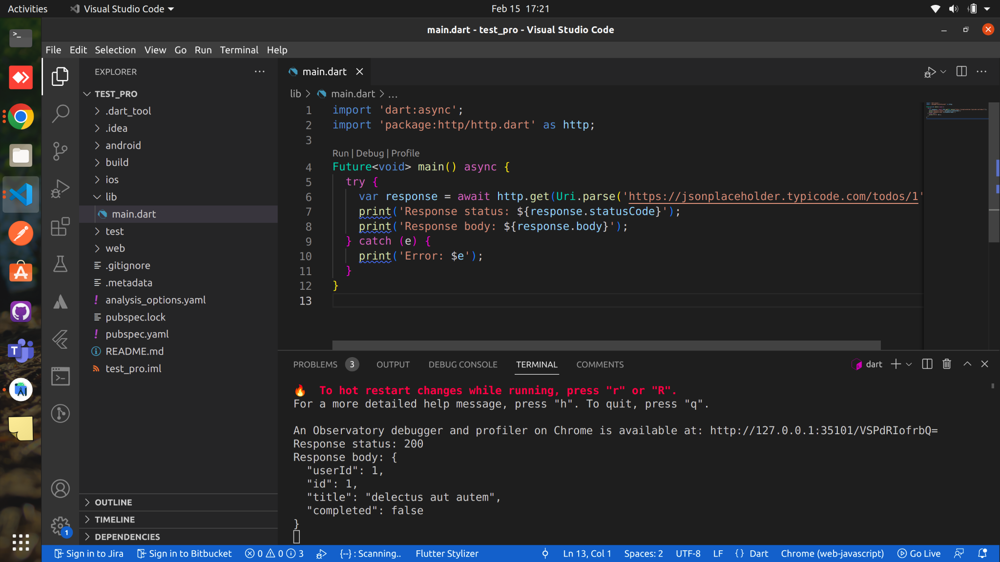 Activities
Visual Studio Code
Feb 15 17:21
main.dart - test_pro - Visual Studio Code
File Edit Selection View Go Run Terminal Help
EXPLORER
TEST_PRO
.dart_tool
.idea
android
build
ios
lib
main.dart
test
web
.gitignore
.metadata
! analysis_options.yaml
pubspec.lock
! pubspec.yaml
README.md
test_pro.iml
OUTLINE
TIMELINE
DEPENDENCIES
1
main.dart
lib > main.dart > ...
1 import 'dart:async';
2 import 'package:http/http.dart' as http;
3
Run | Debug | Profile
4 Future<void> main() async {
5 try {
6 var response = await http.get(Uri.parse('https://jsonplaceholder.typicode.com/todos/1'
7 print('Response status: ${response.statusCode}');
8 print('Response body: ${response.body}');
9 } catch (e) {
10 print('Error: $e');
11 }
12 }
13
PROBLEMS 3 OUTPUT DEBUG CONSOLE TERMINAL COMMENTS
dart
🔥 To hot restart changes while running, press "r" or "R".
For a more detailed help message, press "h". To quit, press "q".
An Observatory debugger and profiler on Chrome is available at: http://127.0.0.1:35101/VSPdRIofrbQ=
Response status: 200
Response body: {
"userId": 1,
"id": 1,
"title": "delectus aut autem",
"completed": false
}
Sign in to Jira Sign in to Bitbucket 0 0 3 {--} : Scanning.. Flutter Stylizer Ln 13, Col 1 Spaces: 2 UTF-8 LF {} Dart Chrome (web-javascript) Go Live